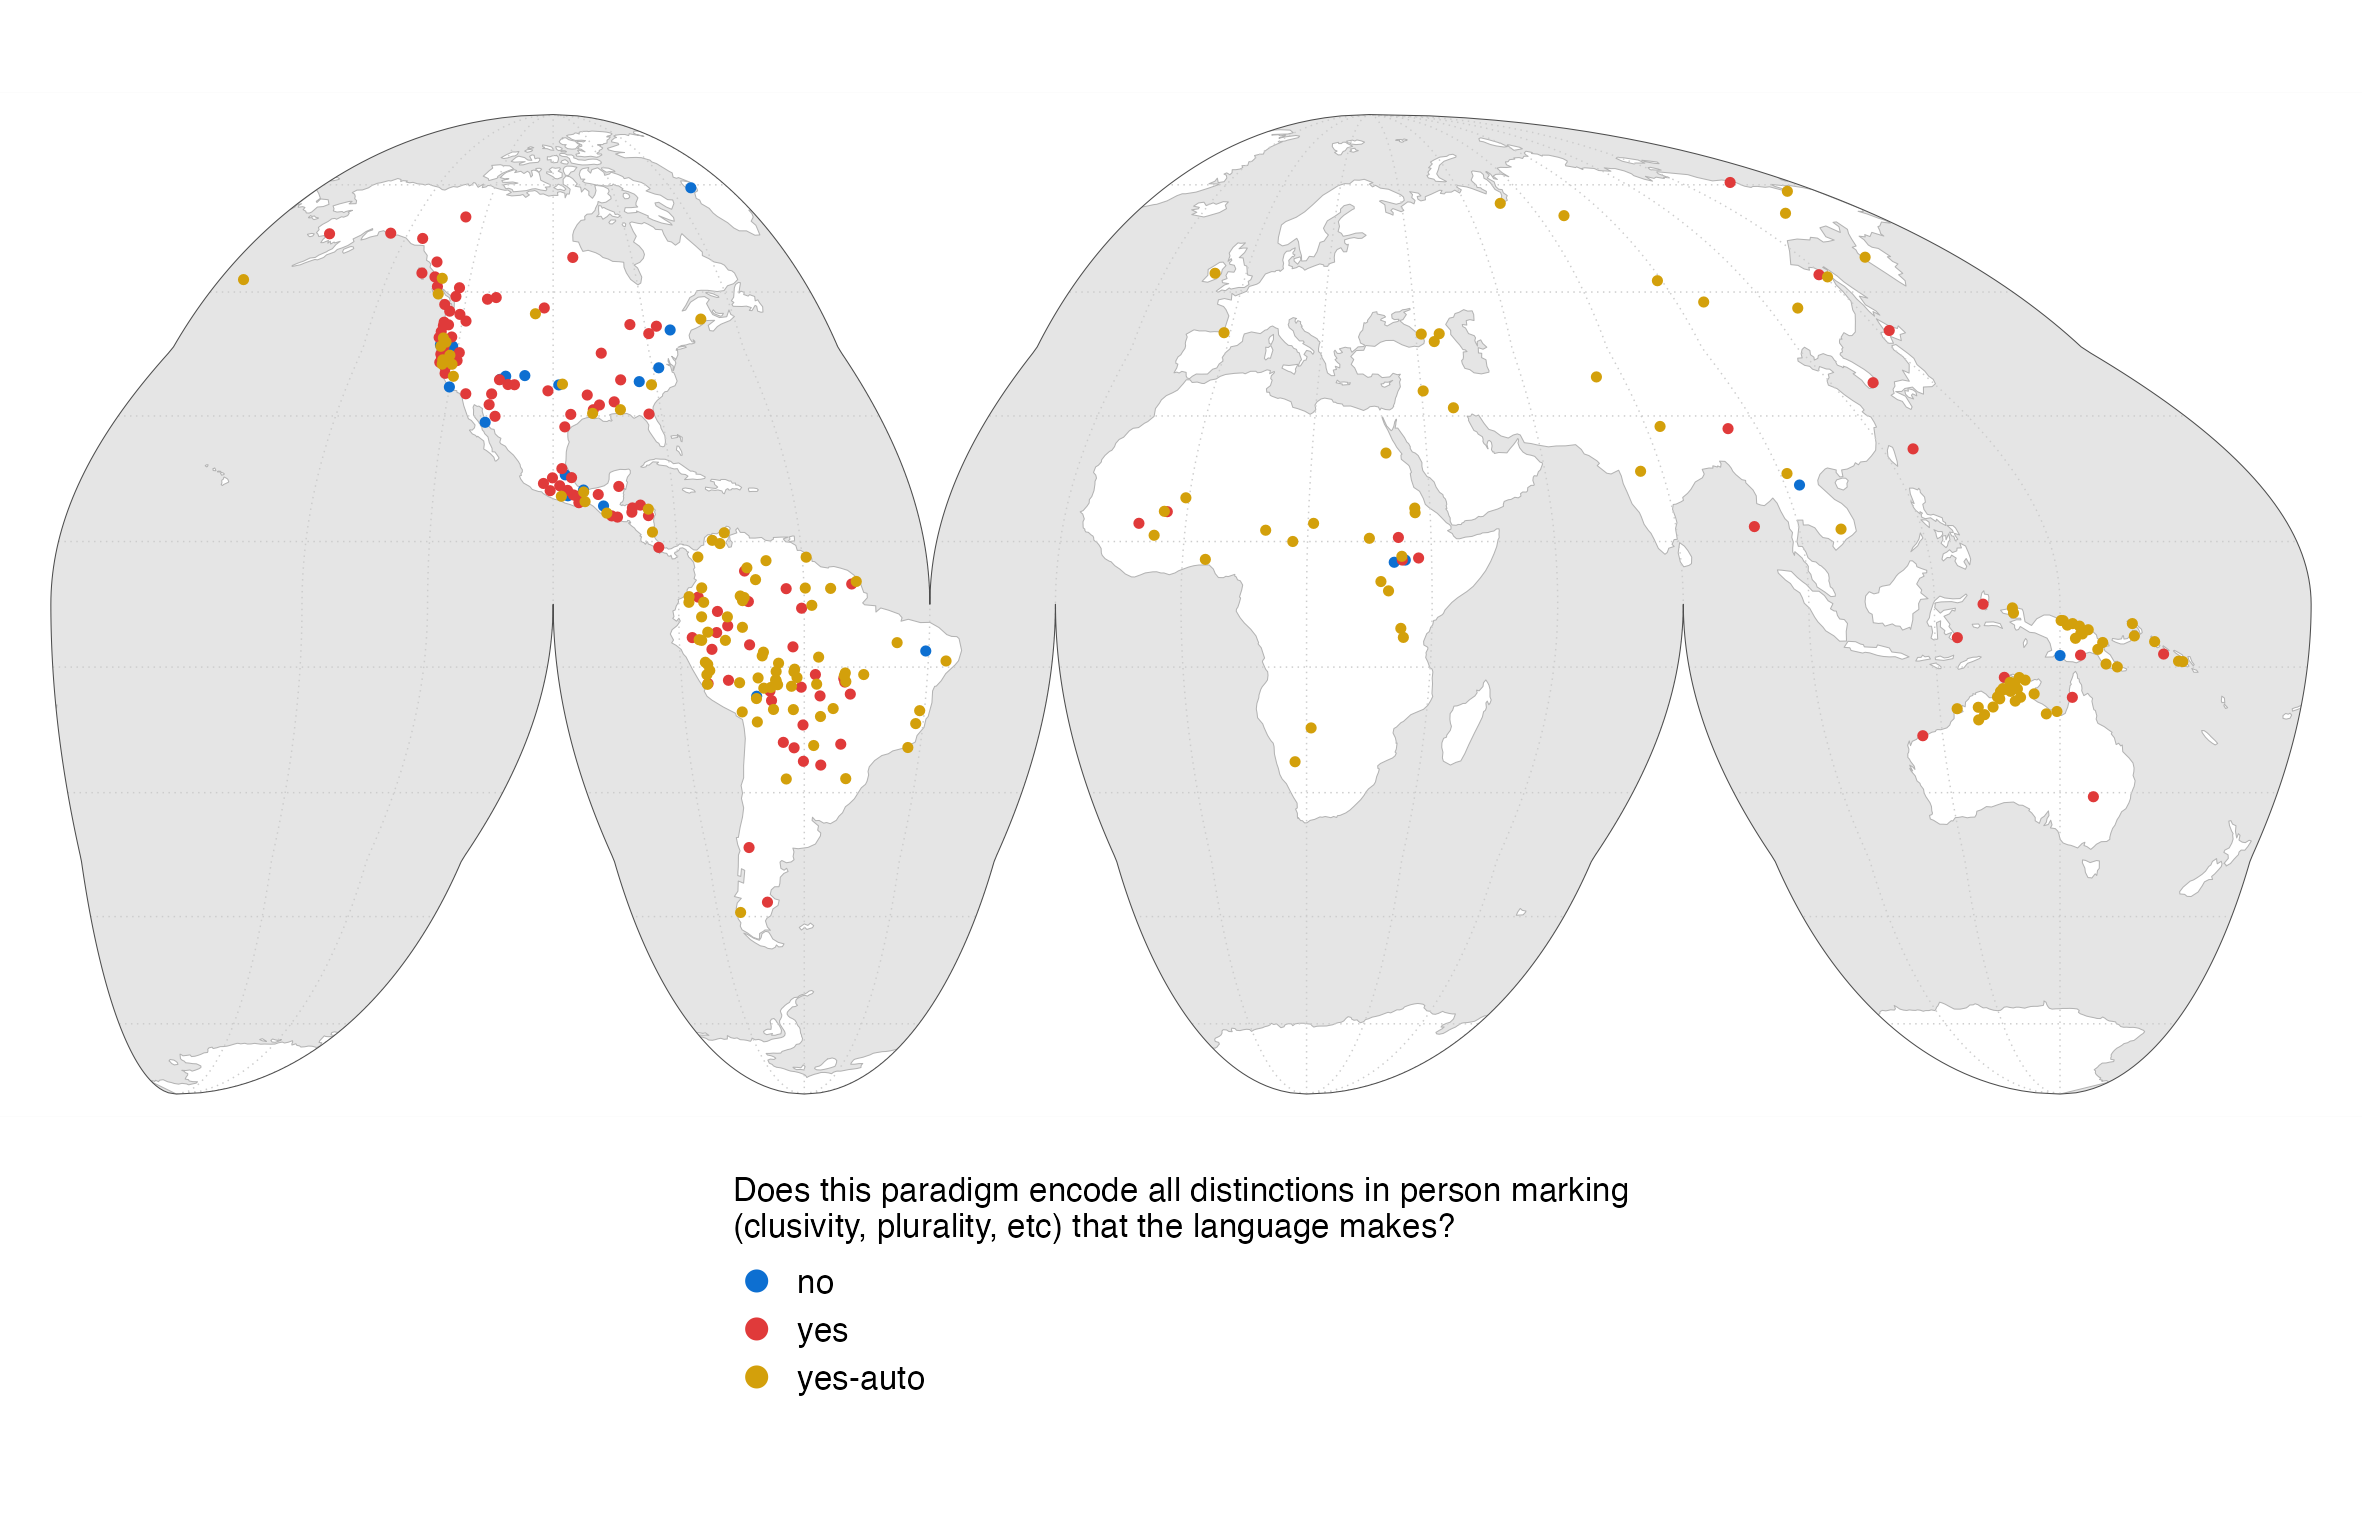 Does this paradigm encode all distinctions in person marking
(clusivity, plurality, etc) that the language makes?
no
yes
yes-auto